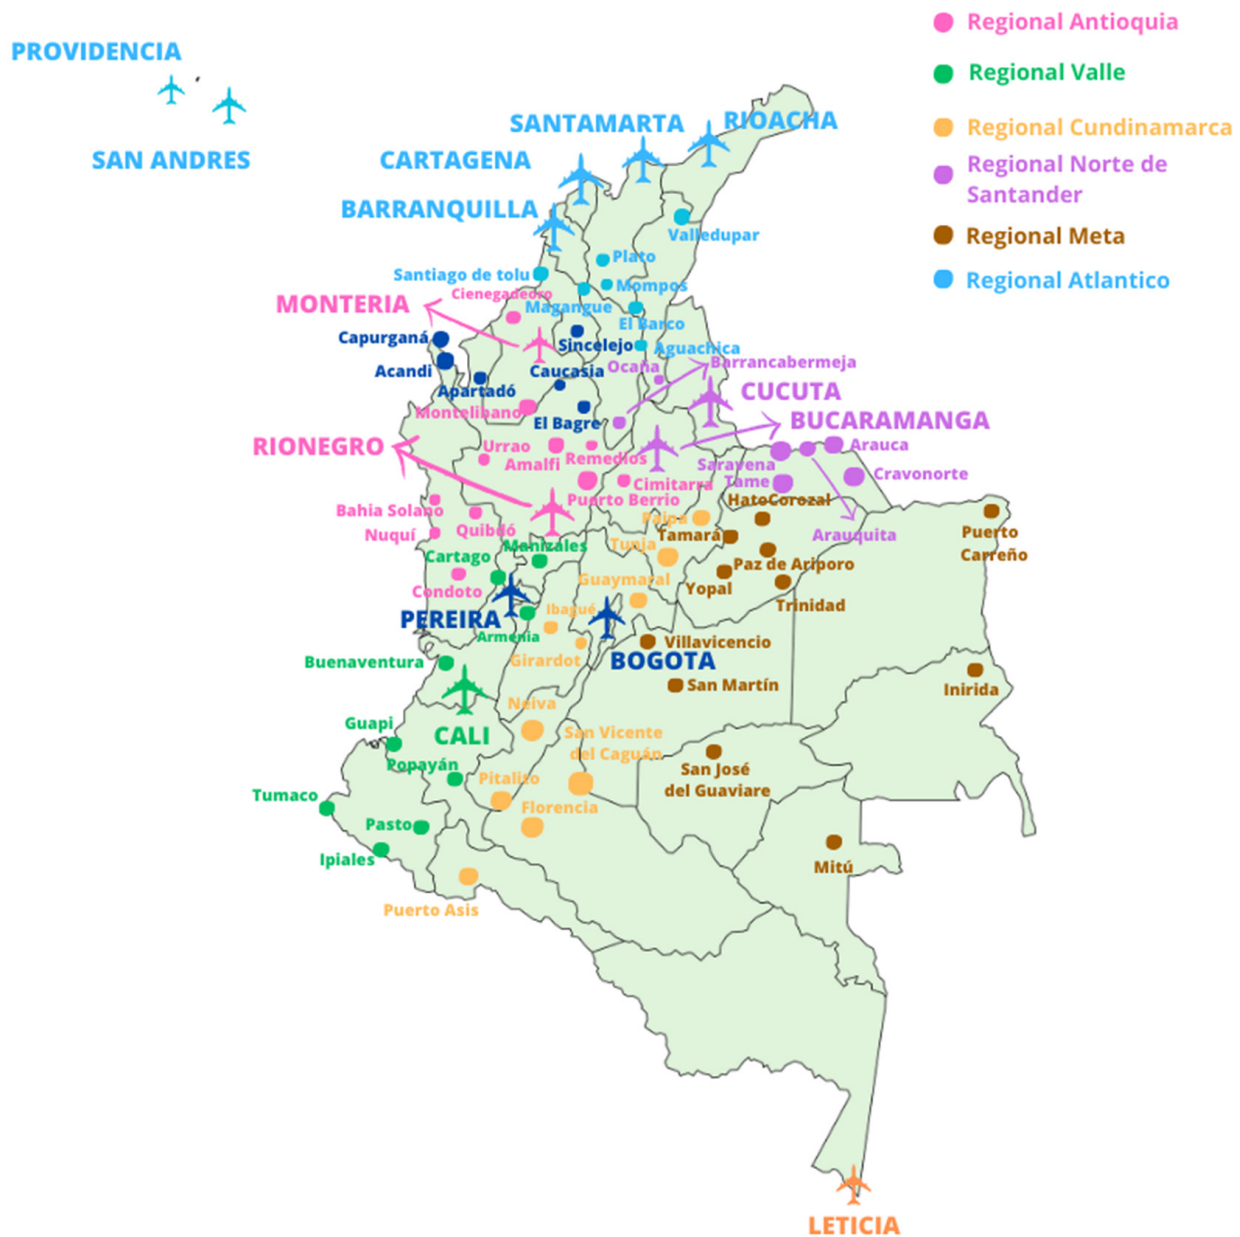 Regional Antioquia
PROVIDENCIA
Regional Valle
SANTAMARTA
RIOACHA
Regional Cundinamarca
SAN ANDRES
CARTAGENA
Regional Norte de
Santander
BARRANQUILLA
Valledupar
Regional Meta
Plato
Santiago de tolu
Regional Atlantico
Mompos
Cienegadeoro
MONTERIA
Magangue
El Barco
Capurganá
Sincelejo
Aguachica
Acandi
Caucasia
Ocaña
Barrancabermeja
Apartadó
CUCUTA
Montelibano
El Bagre
BUCARAMANGA
RIONEGRO
Urrao
Arauca
Amalfi
Remedios
Saravena
Cravonorte
Cimitarra
Tame
Puerto Berrio
HatoCorozal
Bahia Solano
Paipa
Quibdó
Nuquí
Tamará
Arauquita
Puerto
Carreño
Manizales
Tunja
Cartago
Paz de Ariporo
Guaymaral
Condoto
Yopal
Trinidad
PEREIRA
Ibagué
Armenia
Villavicencio
Girardot
BOGOTA
Buenaventura
San Martín
Inirida
Neiva
Guapi
CALI
San Vicente
del Caguán
Popayán
San José
del Guaviare
Pitalito
Tumaco
Florencia
Pasto
Ipiales
Mitú
Puerto Asis
LETICIA